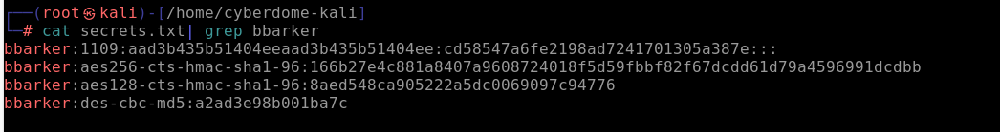 ┌──(root㉿kali)-[/home/cyberdome-kali]
└─# cat secrets.txt| grep bbarker
bbarker:1109:aad3b435b51404eeaad3b435b51404ee:cd58547a6fe2198ad7241701305a387e:::
bbarker:aes256-cts-hmac-sha1-96:166b27e4c881a8407a9608724018f5d59fbbf82f67dcdd61d79a4596991dcdbb
bbarker:aes128-cts-hmac-sha1-96:8aed548ca905222a5dc0069097c94776
bbarker:des-cbc-md5:a2ad3e98b001ba7c